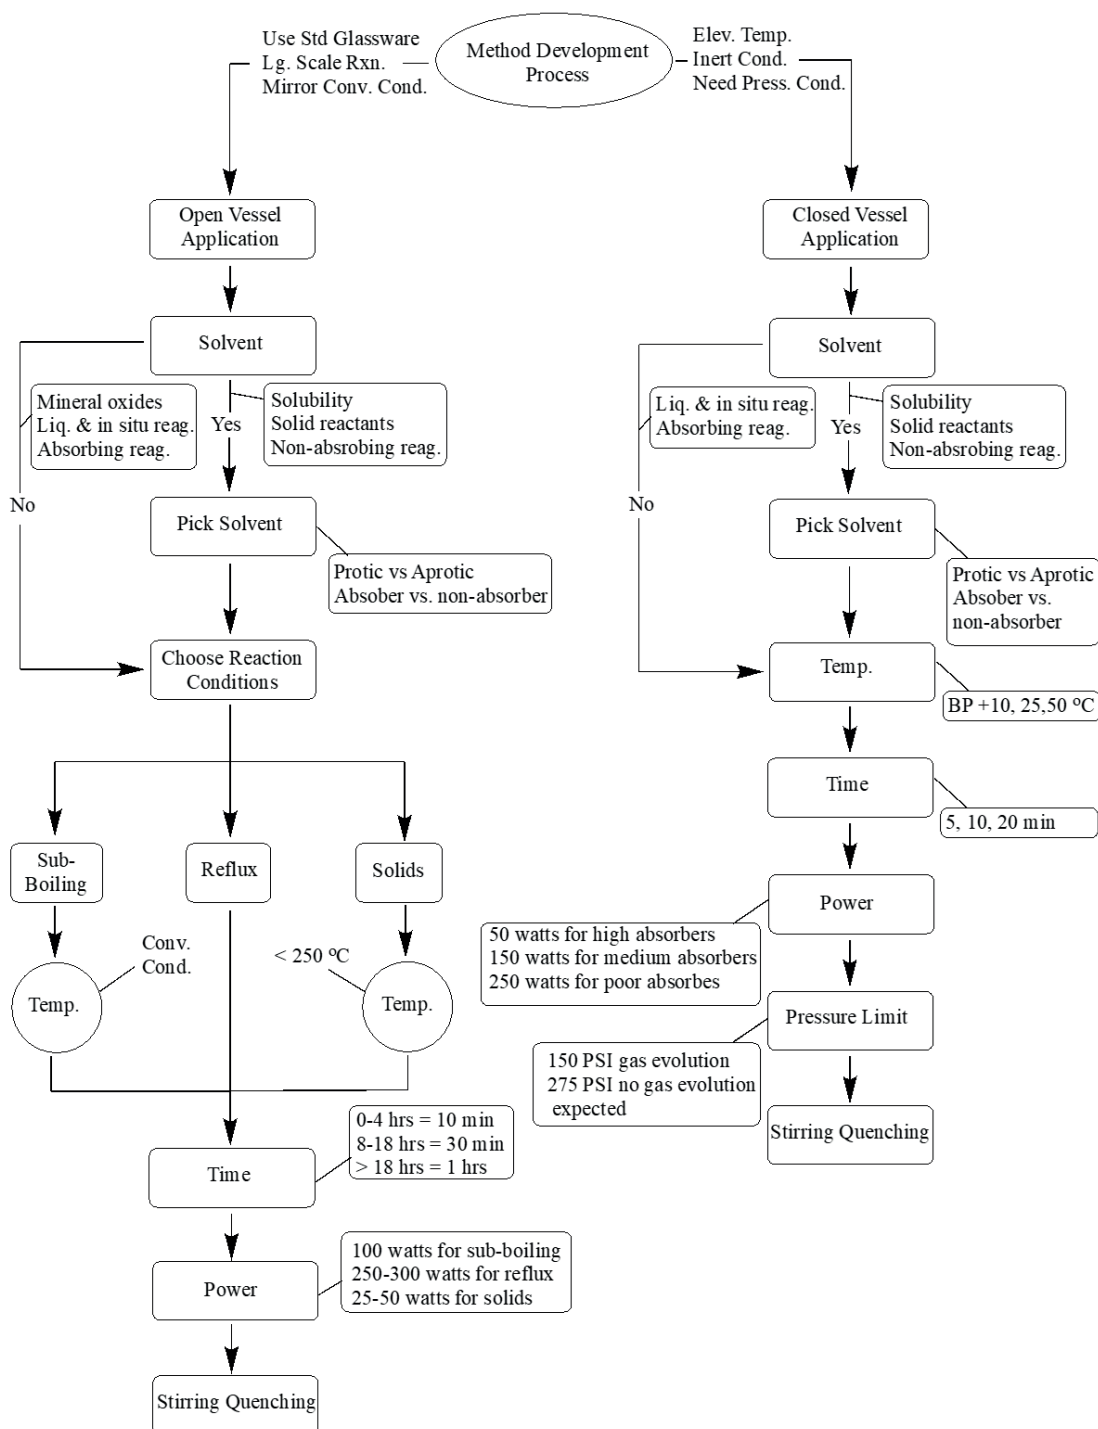 Use Std Glassware
Lg. Scale Rxn.
Mirror Conv. Cond.
Method Development
Process
Elev. Temp.
Inert Cond.
Need Press. Cond.
Open Vessel
Application
Solvent
Mineral oxides
Liq. & in situ reag.
Absorbing reag.
Yes
Solubility
Solid reactants
Non-absrobing reag.
No
Pick Solvent
Protic vs Aprotic
Absober vs. non-absorber
Choose Reaction
Conditions
Sub-
Boiling
Reflux
Solids
Conv.
Cond.
Temp.
< 250 °C
Temp.
Time
0-4 hrs = 10 min
8-18 hrs = 30 min
> 18 hrs = 1 hrs
Power
100 watts for sub-boiling
250-300 watts for reflux
25-50 watts for solids
Stirring Quenching
Closed Vessel
Application
Solvent
Liq. & in situ reag.
Absorbing reag.
Yes
Solubility
Solid reactants
Non-absrobing reag.
No
Pick Solvent
Protic vs Aprotic
Absober vs.
non-absorber
Temp.
BP +10, 25,50 °C
Time
5, 10, 20 min
Power
50 watts for high absorbers
150 watts for medium absorbers
250 watts for poor absorbes
Pressure Limit
150 PSI gas evolution
275 PSI no gas evolution
expected
Stirring Quenching